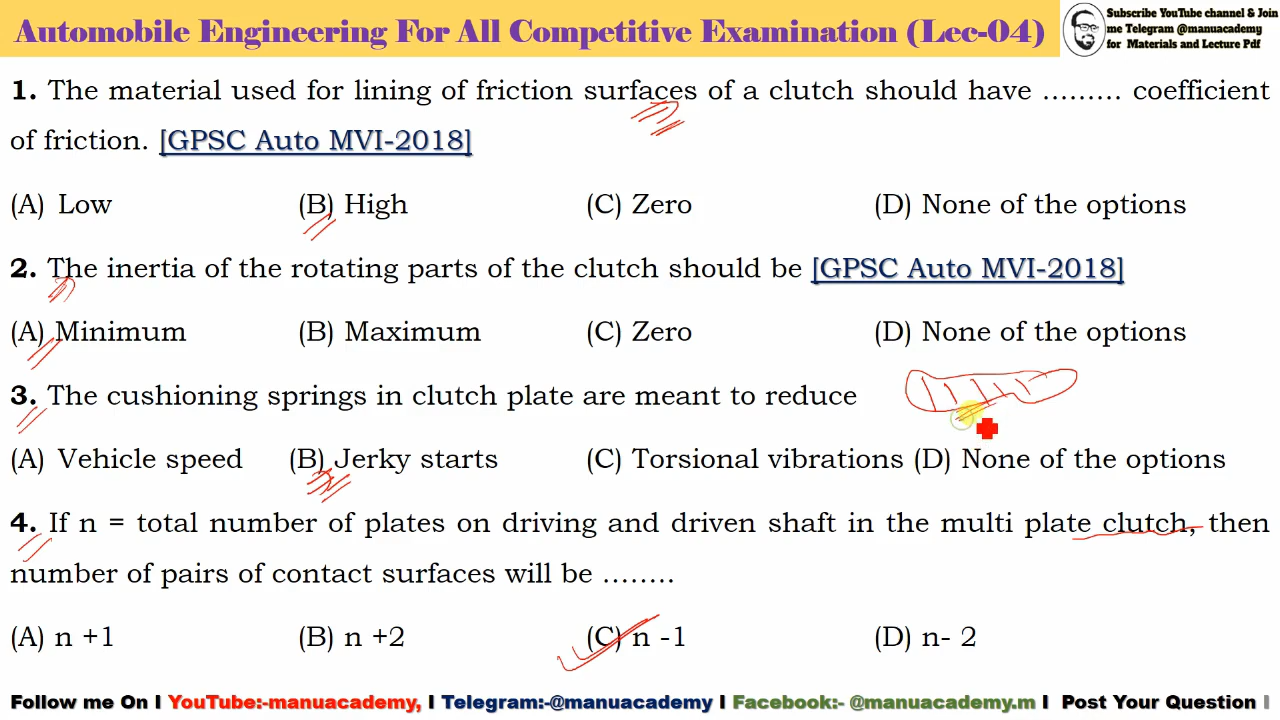 Automobile Engineering For All Competitive Examination (Lec-04)
Subscribe YouTube channel & Join
me Telegram @manuacademy
for Materials and Lecture Pdf
1. The material used for lining of friction surfaces of a clutch should have ......... coefficient
of friction. [GPSC Auto MVI-2018]
(A) Low (B) High (C) Zero (D) None of the options
2. The inertia of the rotating parts of the clutch should be [GPSC Auto MVI-2018]
(A) Minimum (B) Maximum (C) Zero (D) None of the options
3. The cushioning springs in clutch plate are meant to reduce
(A) Vehicle speed (B) Jerky starts (C) Torsional vibrations (D) None of the options
4. If n = total number of plates on driving and driven shaft in the multi plate clutch, then
number of pairs of contact surfaces will be ........
(A) n +1 (B) n +2 (C) n -1 (D) n- 2
Follow me On I YouTube:-manuacademy, I Telegram:-@manuacademy I Facebook:- @manuacademy.m I Post Your Question I